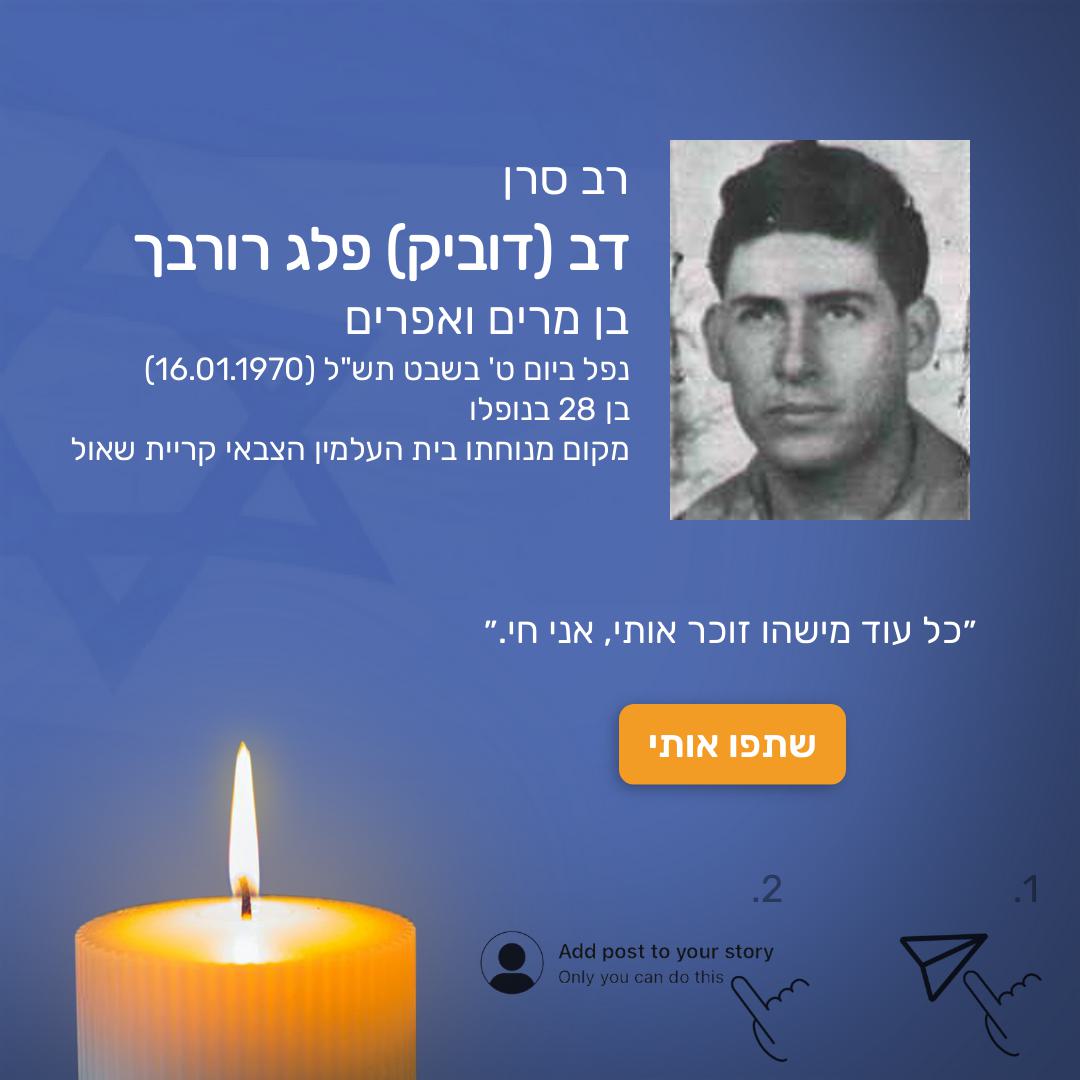 רב סרן
דב (דוביק) פלג רורבך
בן מרים ואפרים
נפל ביום ט' בשבט תש"ל (16.01.1970)
בן 28 בנופלו
מקום מנוחתו בית העלמין הצבאי קריית שאול
״כל עוד מישהו זוכר אותי, אני חי.״
שתפו אותי
1.
2.
Add post to your story
Only you can do this